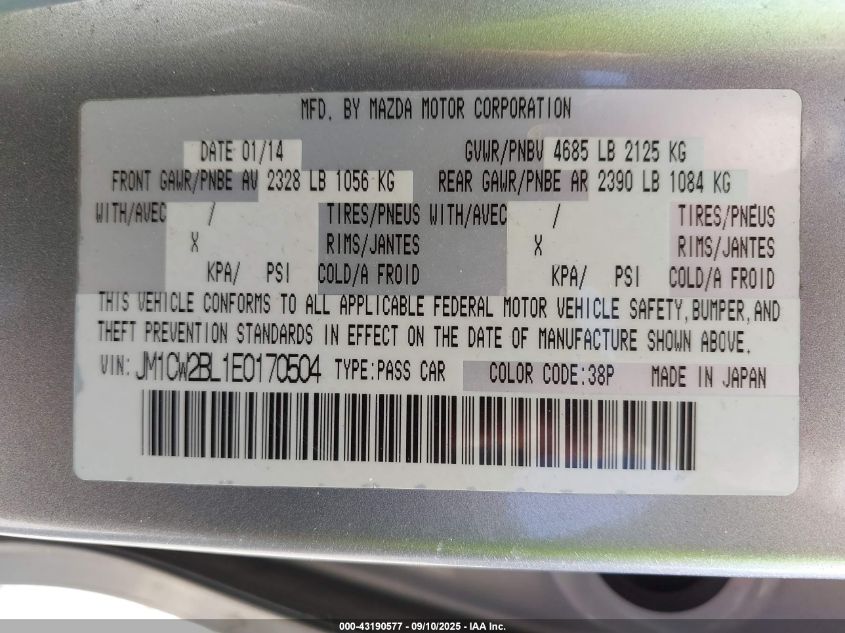 MFD. BY MAZDA MOTOR CORPORATION
DATE 01/14 GVWR/PNBV 4685 LB 2125 KG
FRONT GAWR/PNBE AV 2328 LB 1056 KG REAR GAWR/PNBE AR 2390 LB 1084 KG
WITH/AVEC / TIRES/PNEUS WITH/AVEC / TIRES/PNEUS
X RIMS/JANTES X RIMS/JANTES
KPA/ PSI COLD/A FROID KPA/ PSI COLD/A FROID
THIS VEHICLE CONFORMS TO ALL APPLICABLE FEDERAL MOTOR VEHICLE SAFETY,BUMPER,AND
THEFT PREVENTION STANDARDS IN EFFECT ON THE DATE OF MANUFACTURE SHOWN ABOVE.
VIN: JM1CW2BL1E0170504 TYPE:PASS CAR COLOR CODE:38P MADE IN JAPAN
000-43190577 - 09/10/2025 - IAA Inc.